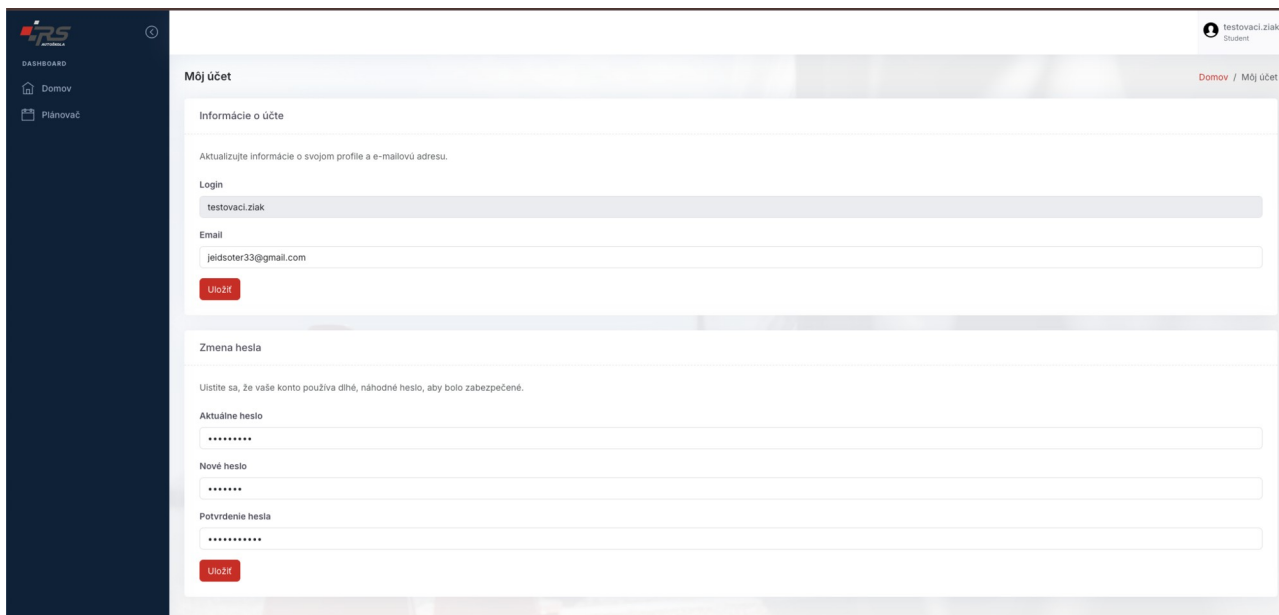 iRS
AUTOŠKOLA
testovaci.ziak
Student
DASHBOARD
Domov
Plánovač
Môj účet
Domov / Môj účet
Informácie o účte
Aktualizujte informácie o svojom profile a e-mailovú adresu.
Login
testovaci.ziak
Email
jeidsoter33@gmail.com
Uložiť
Zmena hesla
Uistite sa, že vaše konto používa dlhé, náhodné heslo, aby bolo zabezpečené.
Aktuálne heslo
•••••••••
Nové heslo
•••••••
Potvrdenie hesla
•••••••••••
Uložiť